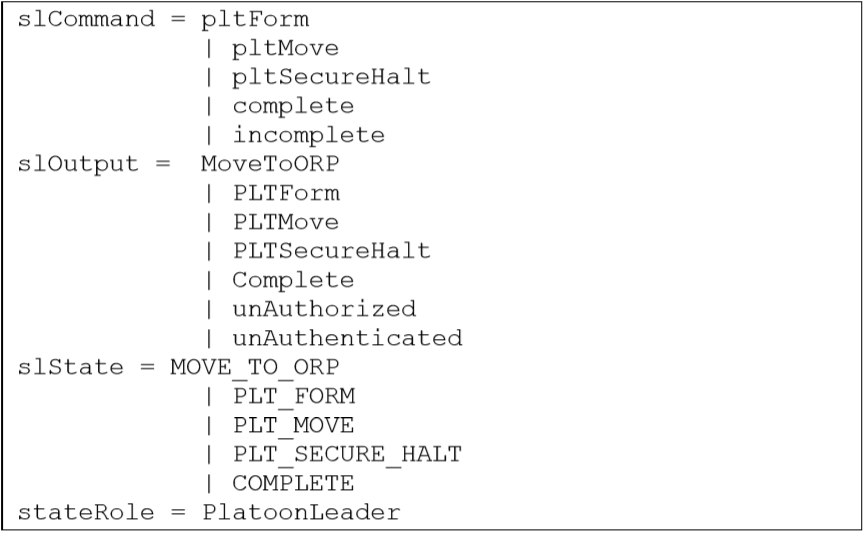 slCommand = pltForm
| pltMove
| pltSecureHalt
| complete
| incomplete
slOutput =  MoveToORP
| PLTForm
| PLTMove
| PLTSecureHalt
| Complete
| unAuthorized
| unAuthenticated
slState = MOVE_TO_ORP
| PLT_FORM
| PLT_MOVE
| PLT_SECURE_HALT
| COMPLETE
stateRole = PlatoonLeader